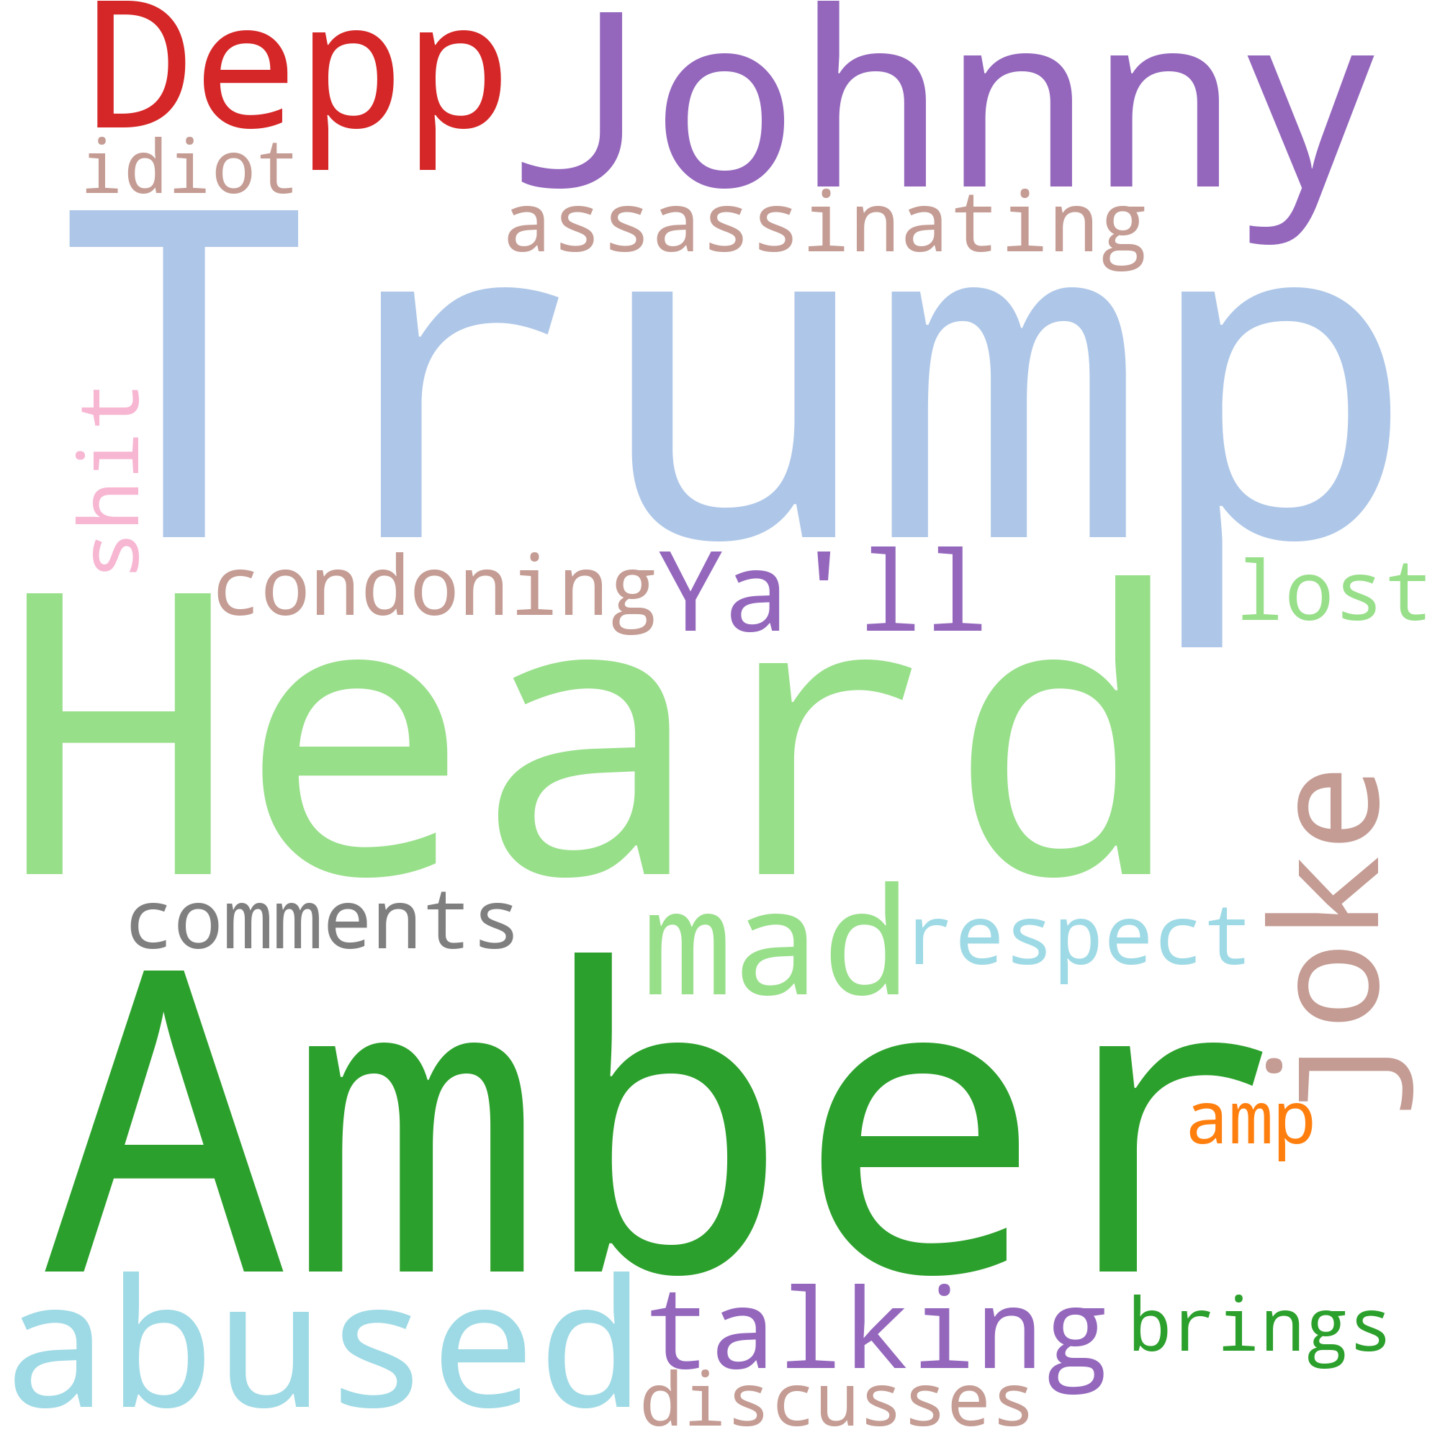 Depp Johnny
idiot
assassinating
Trump
shit
condoning Ya'll lost
Heard
joke
comments mad respect
Amber
amp
abused talking brings
discusses